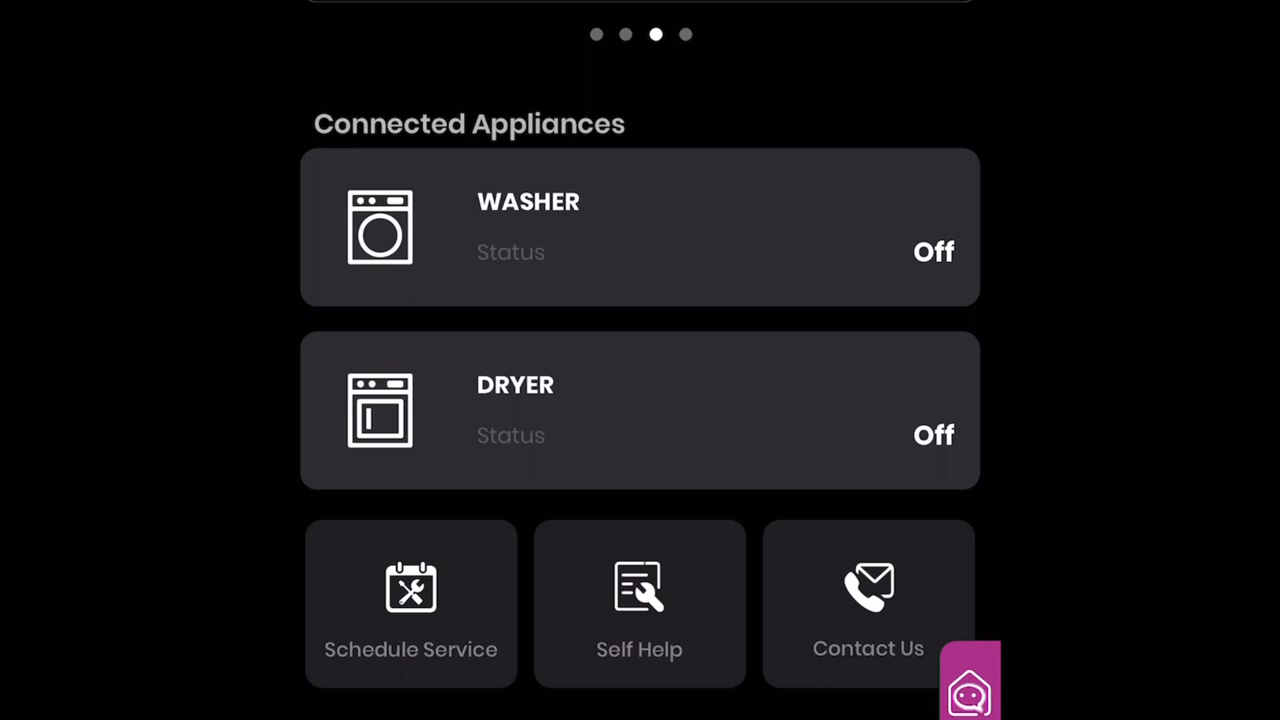 Connected Appliances
WASHER
Status
Off
DRYER
Status
Off
Schedule Service
Self Help
Contact Us